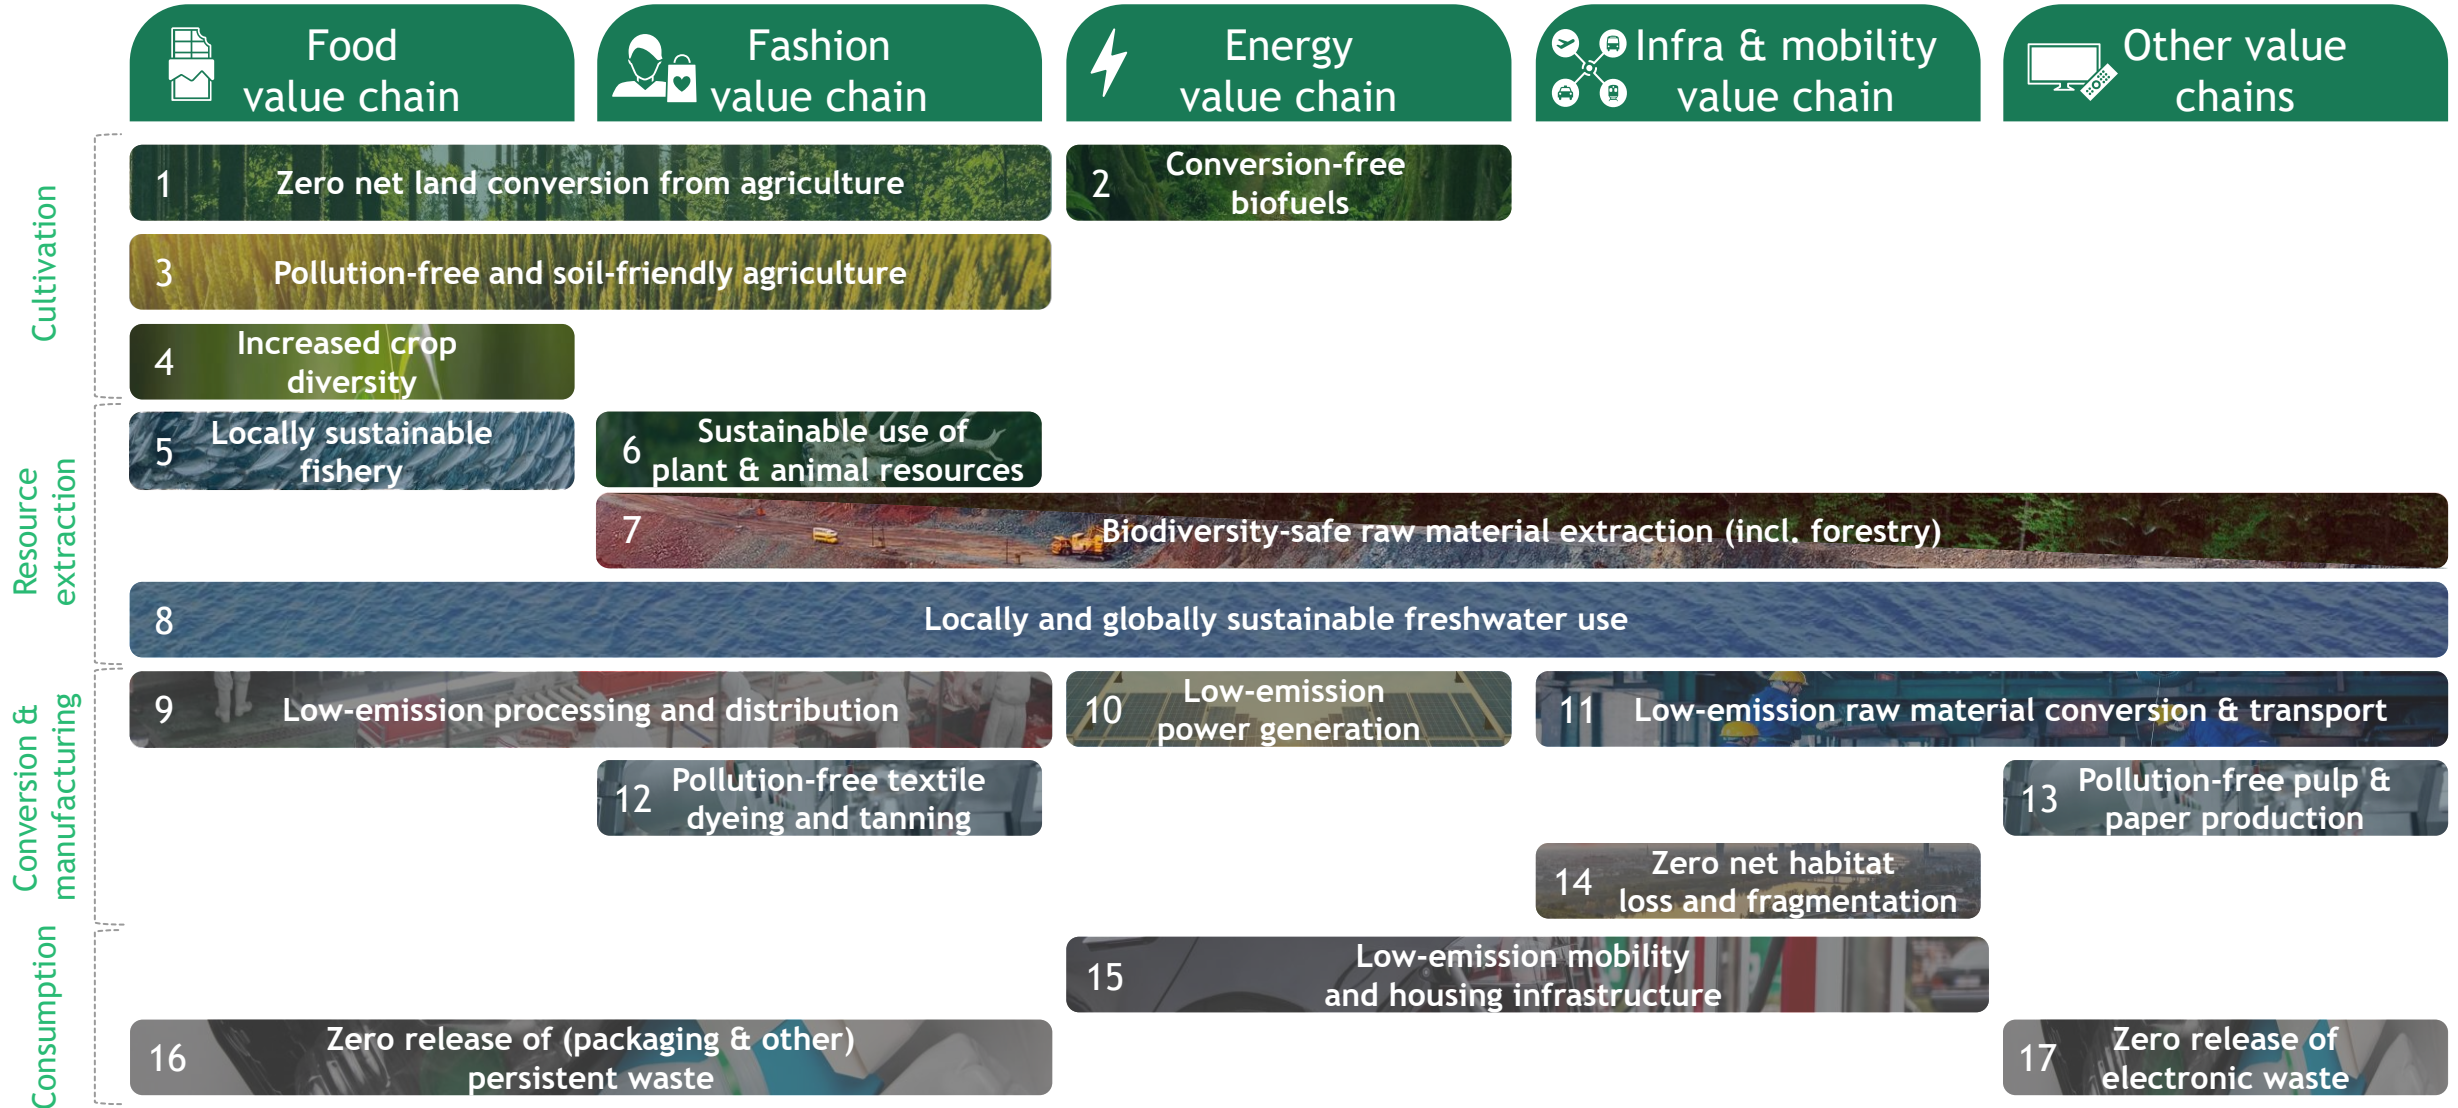 Food
value chain
Fashion
value chain
Energy
value chain
Infra & mobility
value chain
Other value
chains
Cultivation
1 Zero net land conversion from agriculture
2 Conversion-free
biofuels
3 Pollution-free and soil-friendly agriculture
4 Increased crop
diversity
Resource
extraction
5 Locally sustainable
fishery
6 Sustainable use of
plant & animal resources
7 Biodiversity-safe raw material extraction (incl. forestry)
8 Locally and globally sustainable freshwater use
Conversion &
manufacturing
9 Low-emission processing and distribution
10 Low-emission
power generation
11 Low-emission raw material conversion & transport
12 Pollution-free textile
dyeing and tanning
13 Pollution-free pulp &
paper production
14 Zero net habitat
loss and fragmentation
Consumption
15 Low-emission mobility
and housing infrastructure
16 Zero release of (packaging & other)
persistent waste
17 Zero release of
electronic waste